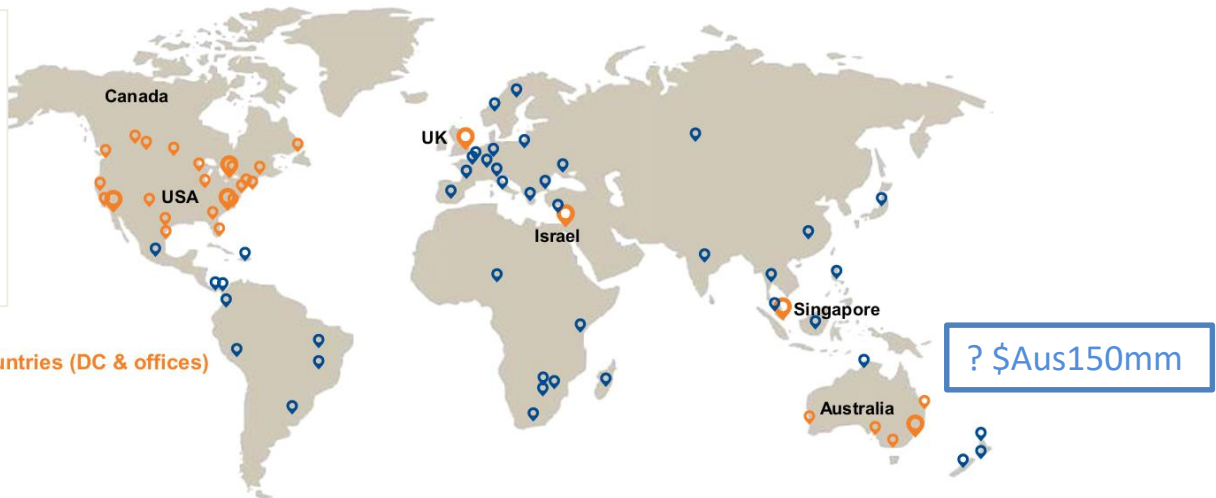 Canada
UK
USA
Israel
Singapore
untries (DC & offices)
? $Aus150mm
Australia